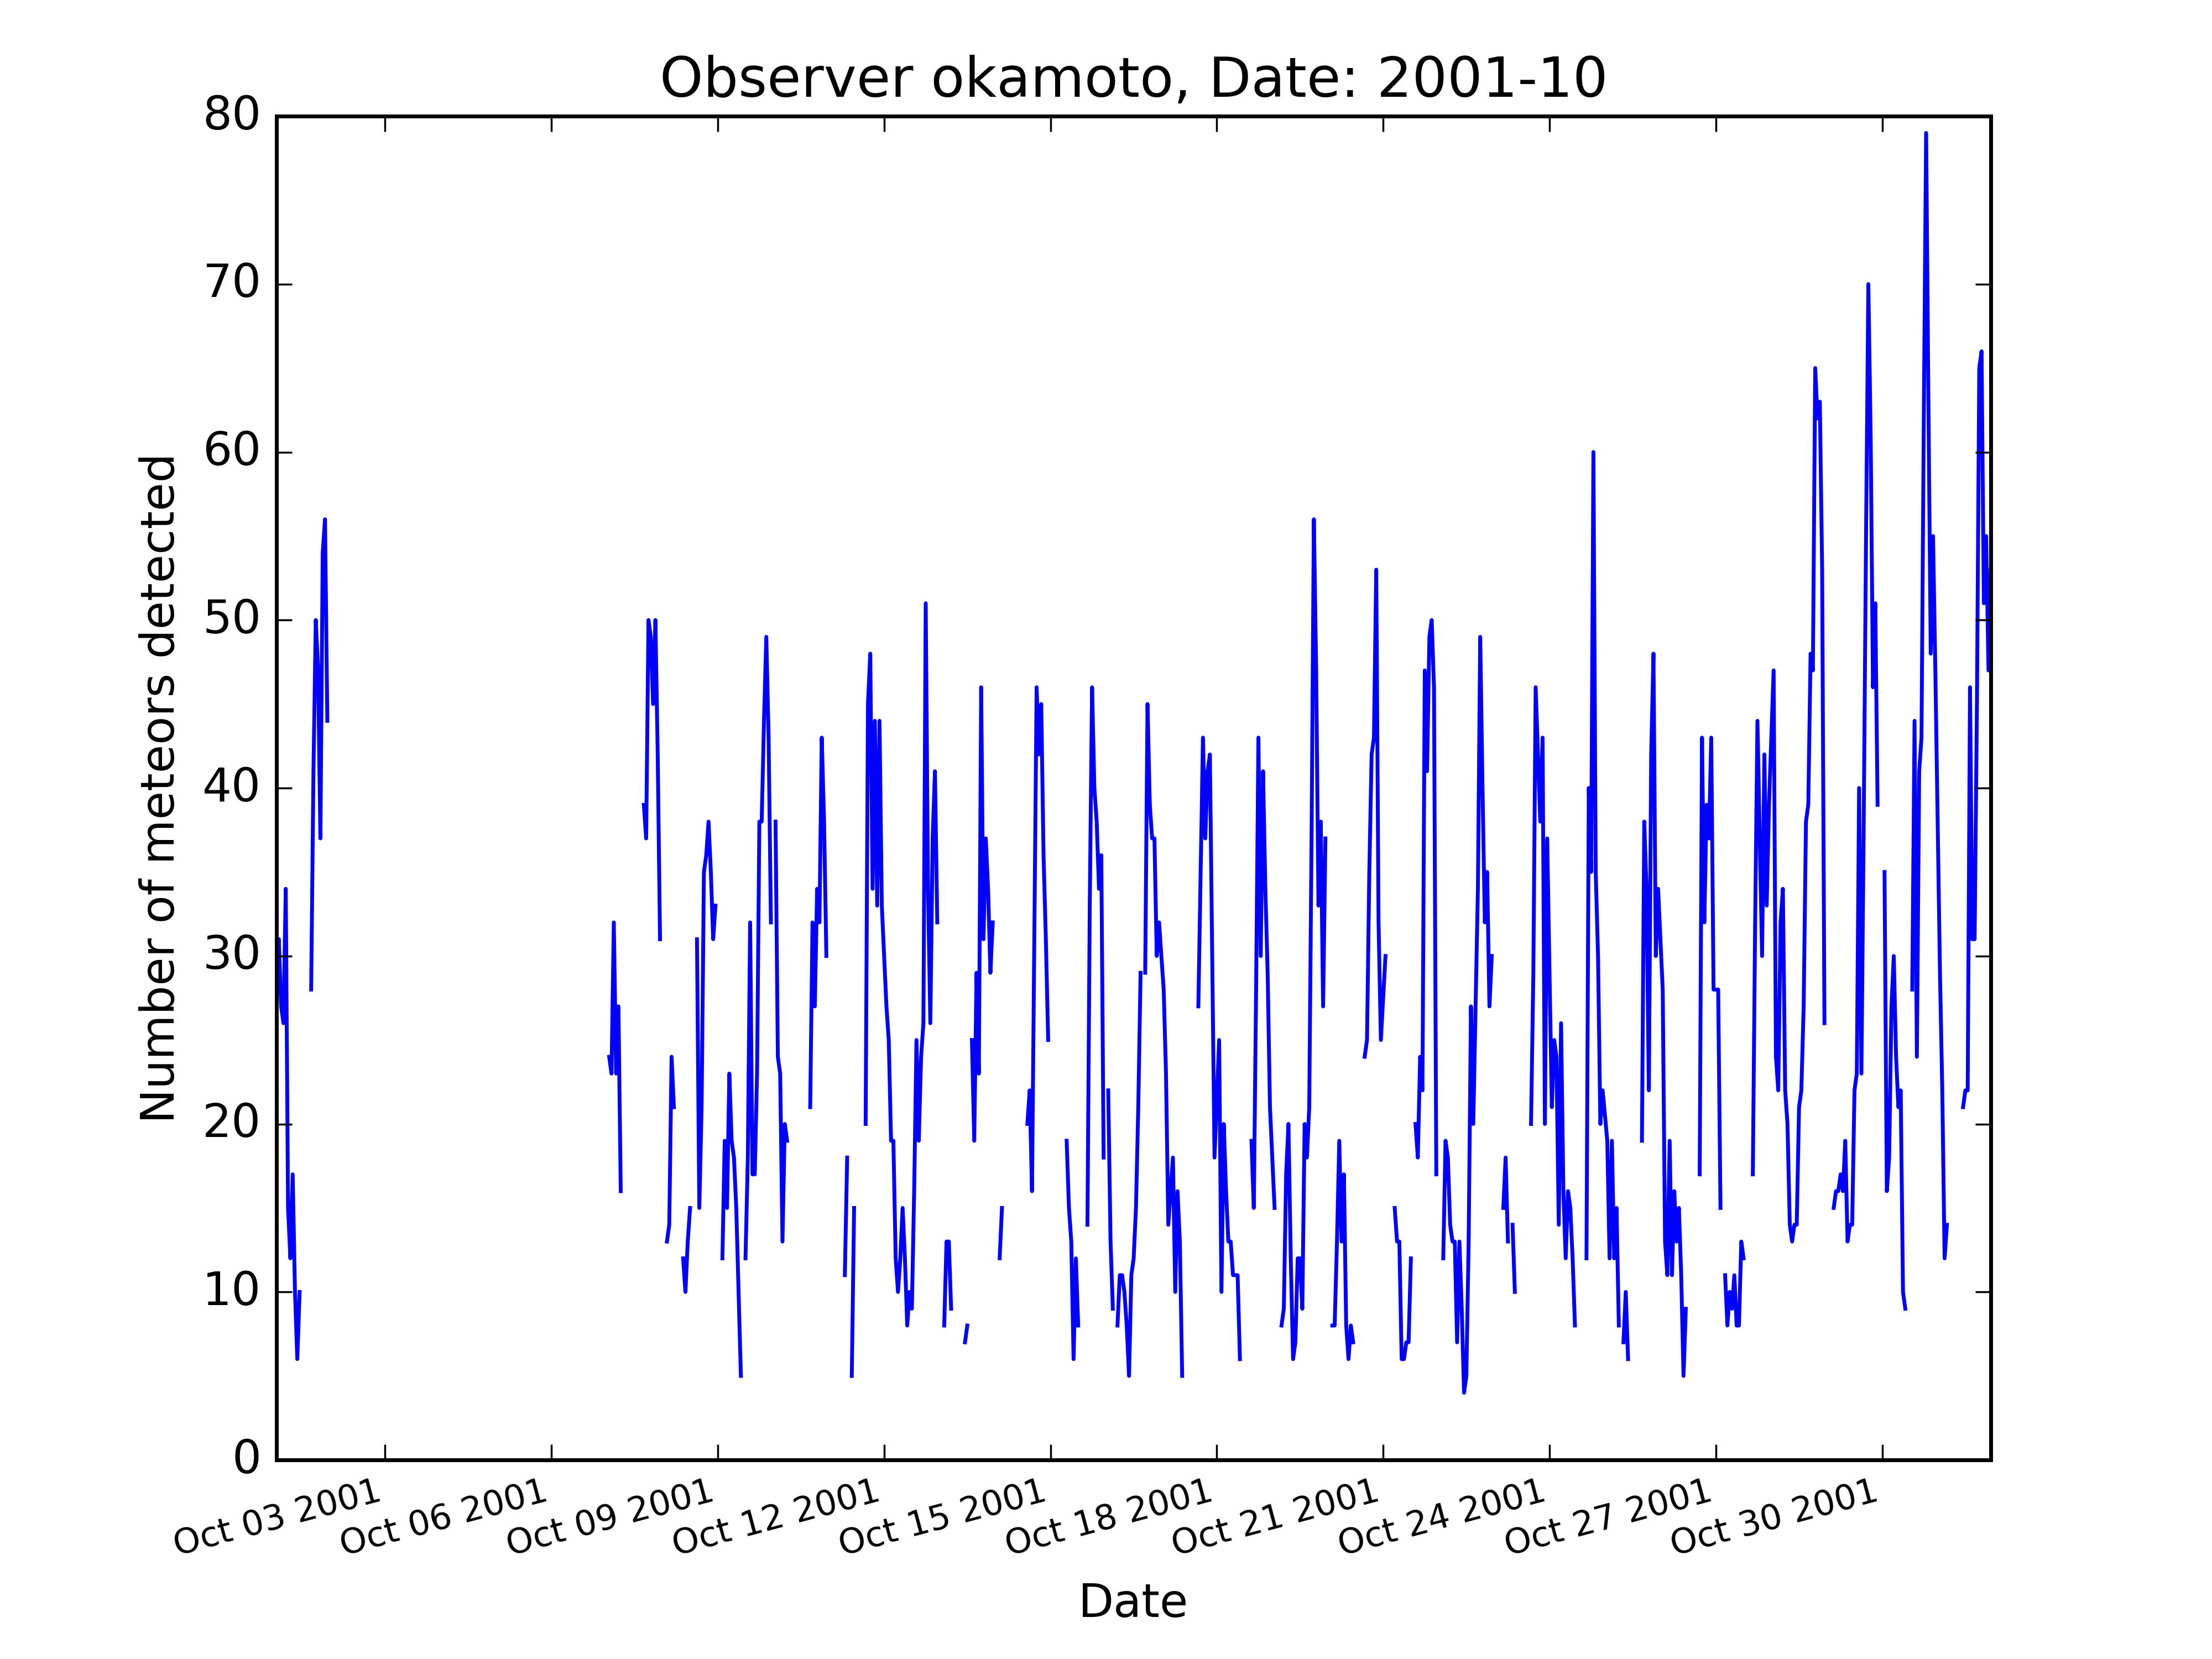 Observer okamoto, Date: 2001-10
Number of meteors detected
80
70
60
50
40
30
20
10
0
Oct 03 2001
Oct 06 2001
Oct 09 2001
Oct 12 2001
Oct 15 2001
Oct 18 2001
Oct 21 2001
Oct 24 2001
Oct 27 2001
Oct 30 2001
Date